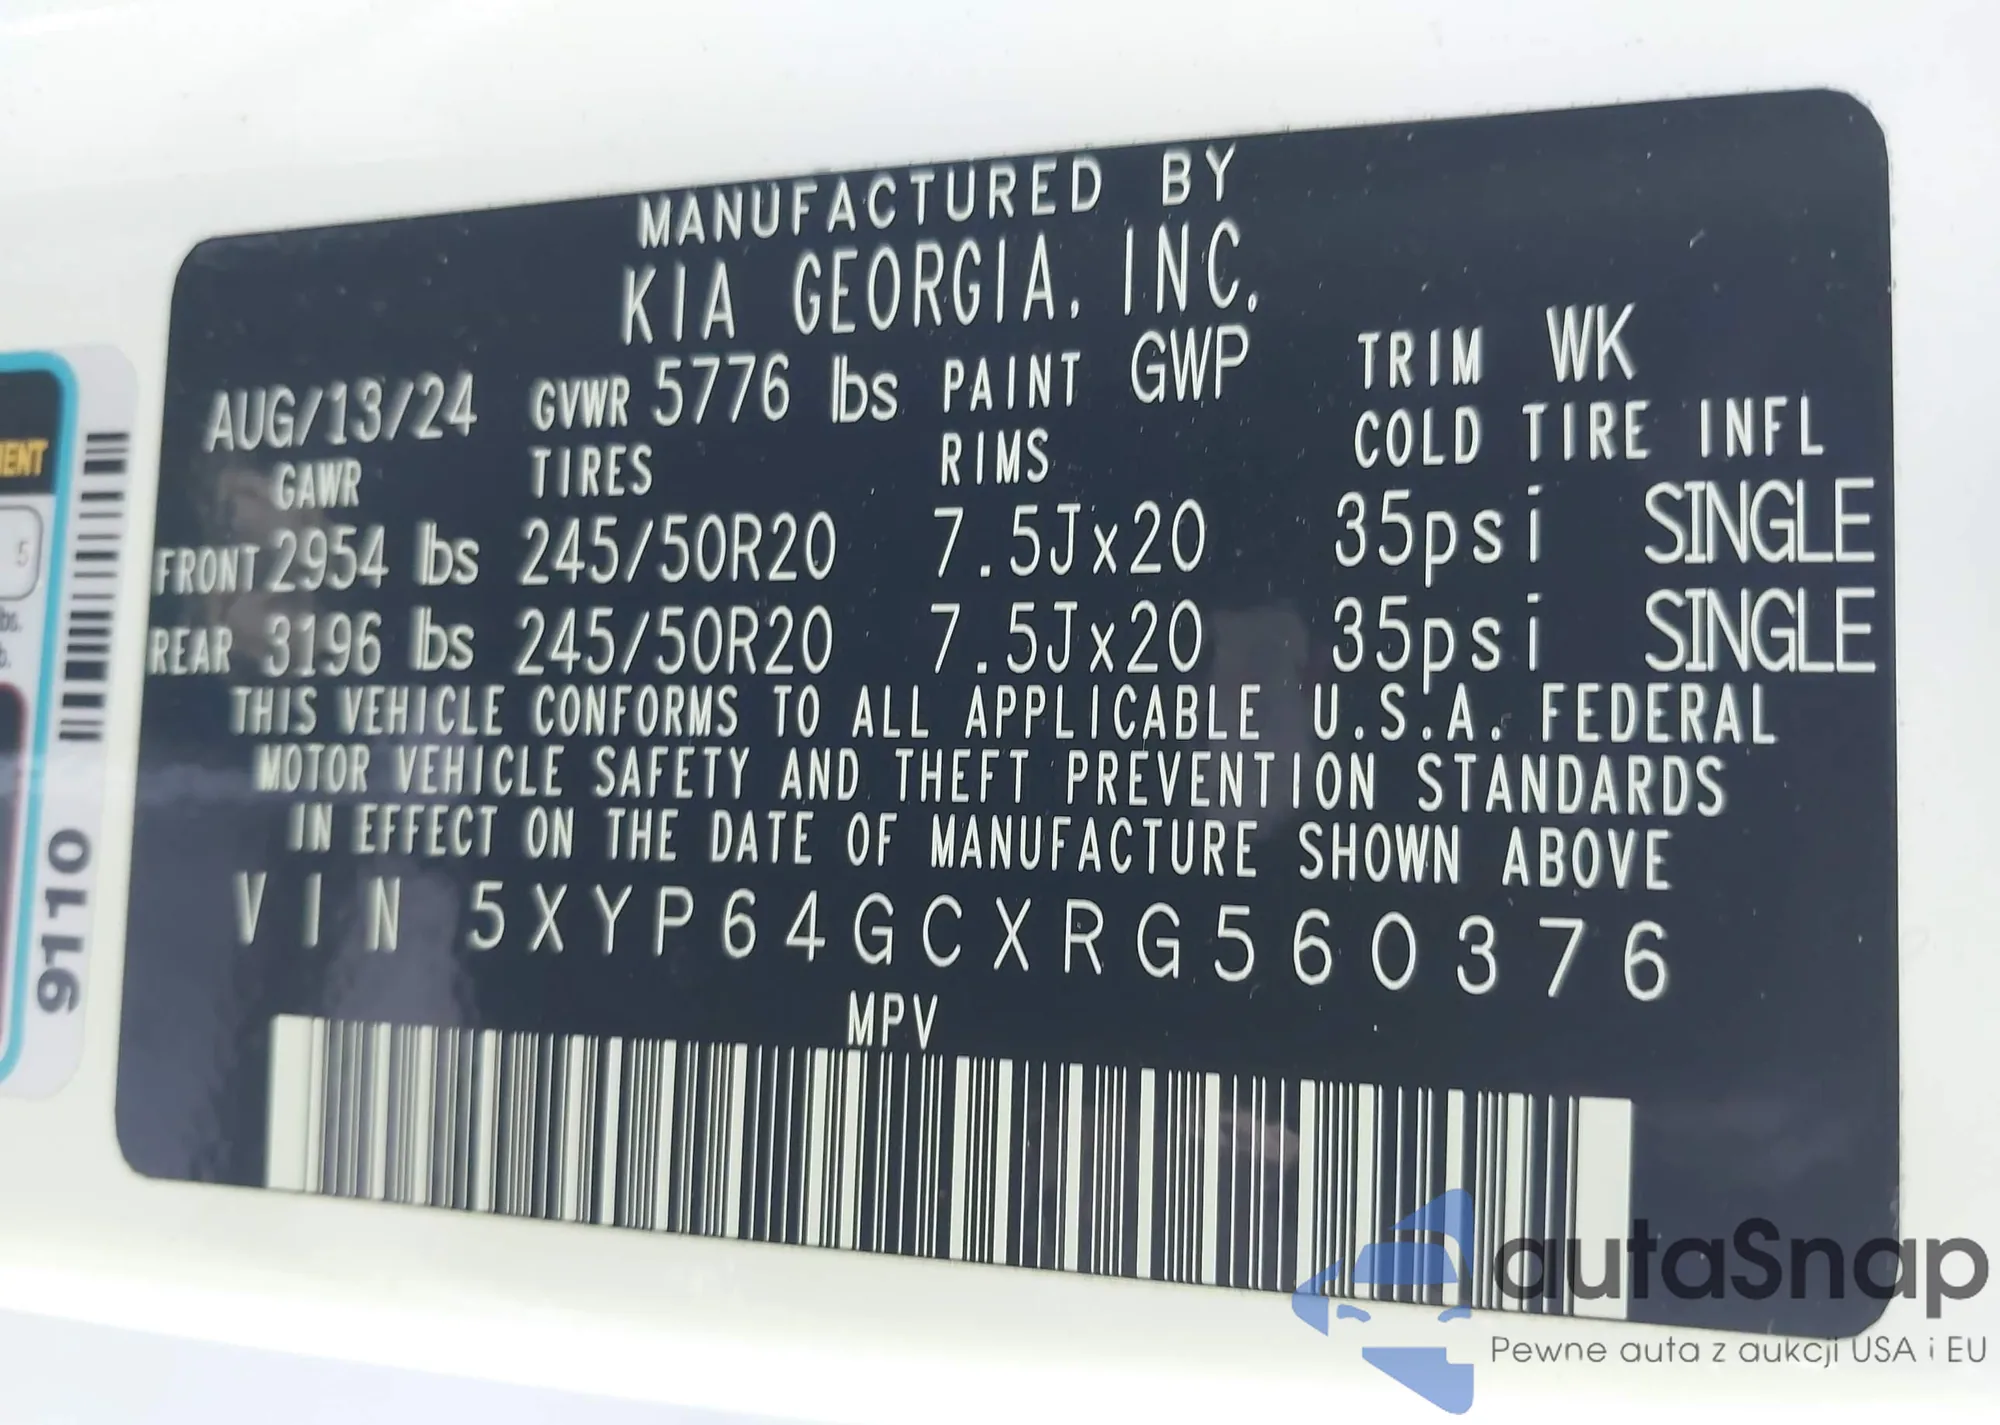 MANUFACTURED BY
KIA GEORGIA, INC.
AUG/13/24 GVWR 5776 lbs PAINT GWP TRIM WK
GAWR TIRES RIMS COLD TIRE INFL
FRONT 2954 lbs 245/50R20 7.5Jx20 35psi SINGLE
REAR 3196 lbs 245/50R20 7.5Jx20 35psi SINGLE
THIS VEHICLE CONFORMS TO ALL APPLICABLE U.S.A. FEDERAL
MOTOR VEHICLE SAFETY AND THEFT PREVENTION STANDARDS
IN EFFECT ON THE DATE OF MANUFACTURE SHOWN ABOVE
VIN 5XYP64GCXRG560376
MPV
9110
5
autaSnap
Pewne auta z aukcji USA i EU